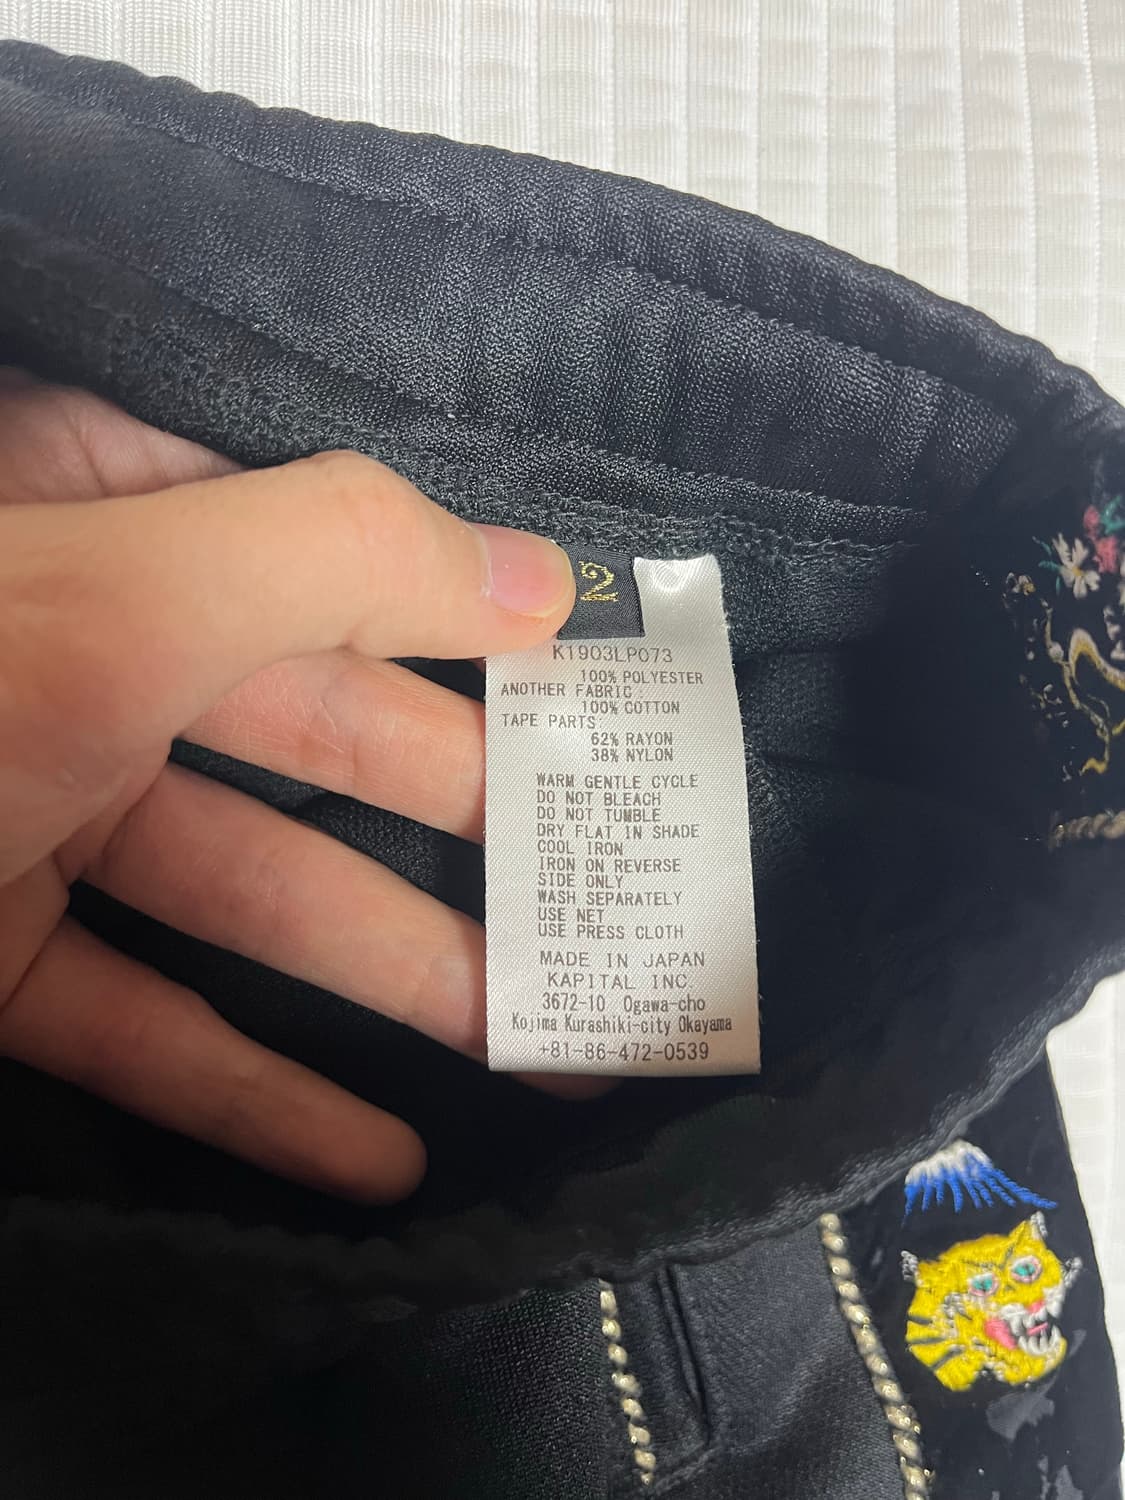 2
K1903LP073
100% POLYESTER
ANOTHER FABRIC:
100% COTTON
TAPE PARTS:
62% RAYON
38% NYLON
WARM GENTLE CYCLE
DO NOT BLEACH
DO NOT TUMBLE
DRY FLAT IN SHADE
COOL IRON
IRON ON REVERSE
SIDE ONLY
WASH SEPARATELY
USE NET
USE PRESS CLOTH
MADE IN JAPAN
KAPITAL INC.
3672-10 Ogawa-cho
Kojima Kurashiki-city Okayama
+81-86-472-0539